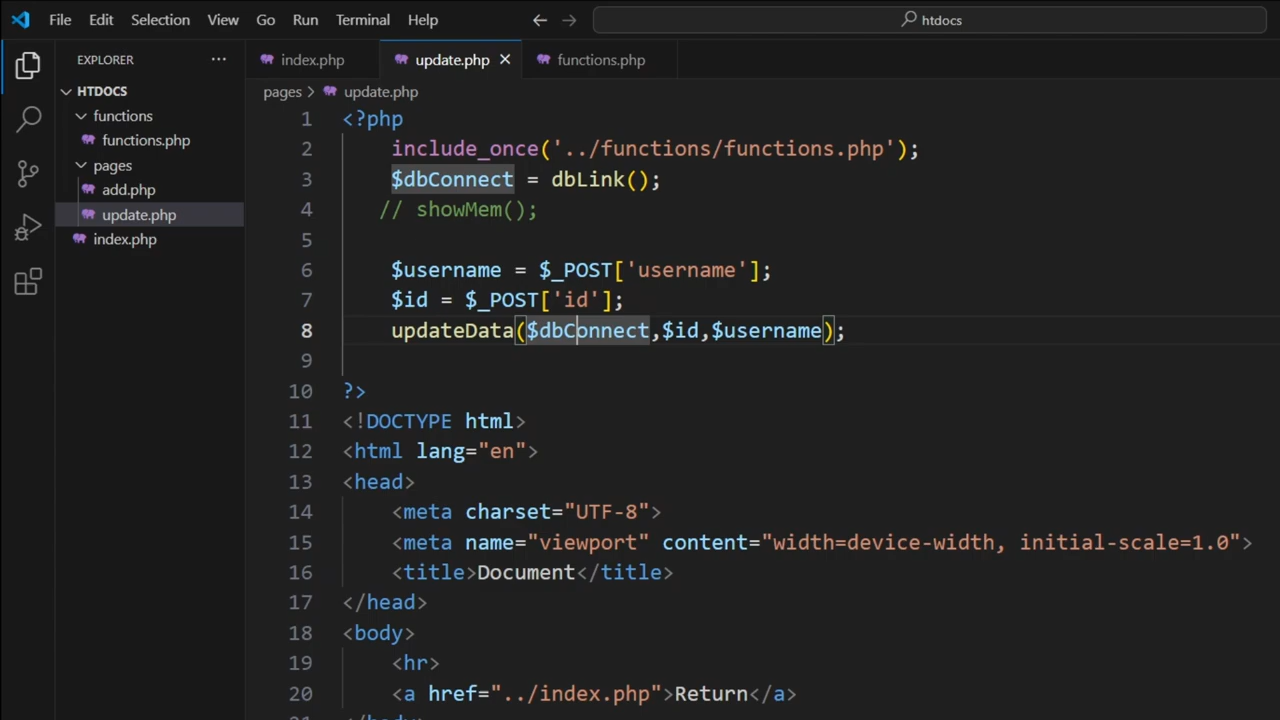 File Edit Selection View Go Run Terminal Help
htdocs
EXPLORER
HTDOCS
functions
functions.php
pages
add.php
update.php
index.php
index.php update.php functions.php
pages > update.php
1 <?php
2 include_once('../functions/functions.php');
3 $dbConnect = dbLink();
4 // showMem();
5
6 $username = $_POST['username'];
7 $id = $_POST['id'];
8 updateData($dbConnect,$id,$username);
9
10 ?>
11 <!DOCTYPE html>
12 <html lang="en">
13 <head>
14 <meta charset="UTF-8">
15 <meta name="viewport" content="width=device-width, initial-scale=1.0">
16 <title>Document</title>
17 </head>
18 <body>
19 <hr>
20 <a href="../index.php">Return</a>